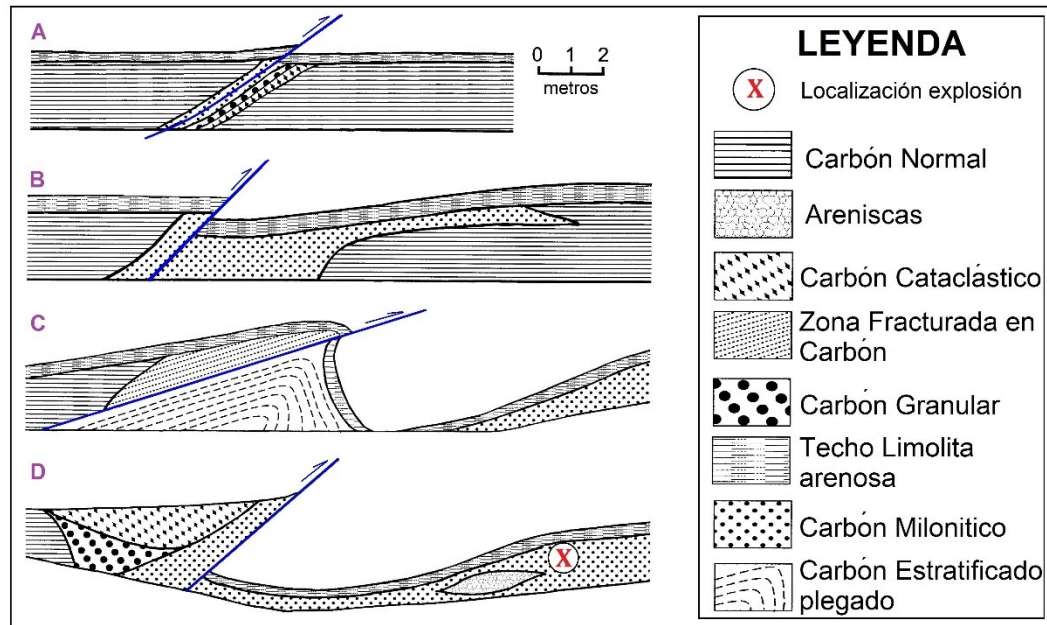 A
0 1 2
metros
B
C
D
X
LEYENDA
X
Localización explosión
Carbón Normal
Areniscas
Carbón Cataclástico
Zona Fracturada en
Carbón
Carbón Granular
Techo Limolita
arenosa
Carbón Milonitico
Carbón Estratificado
plegado